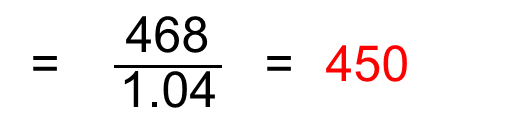 = 468/1.04 = 450